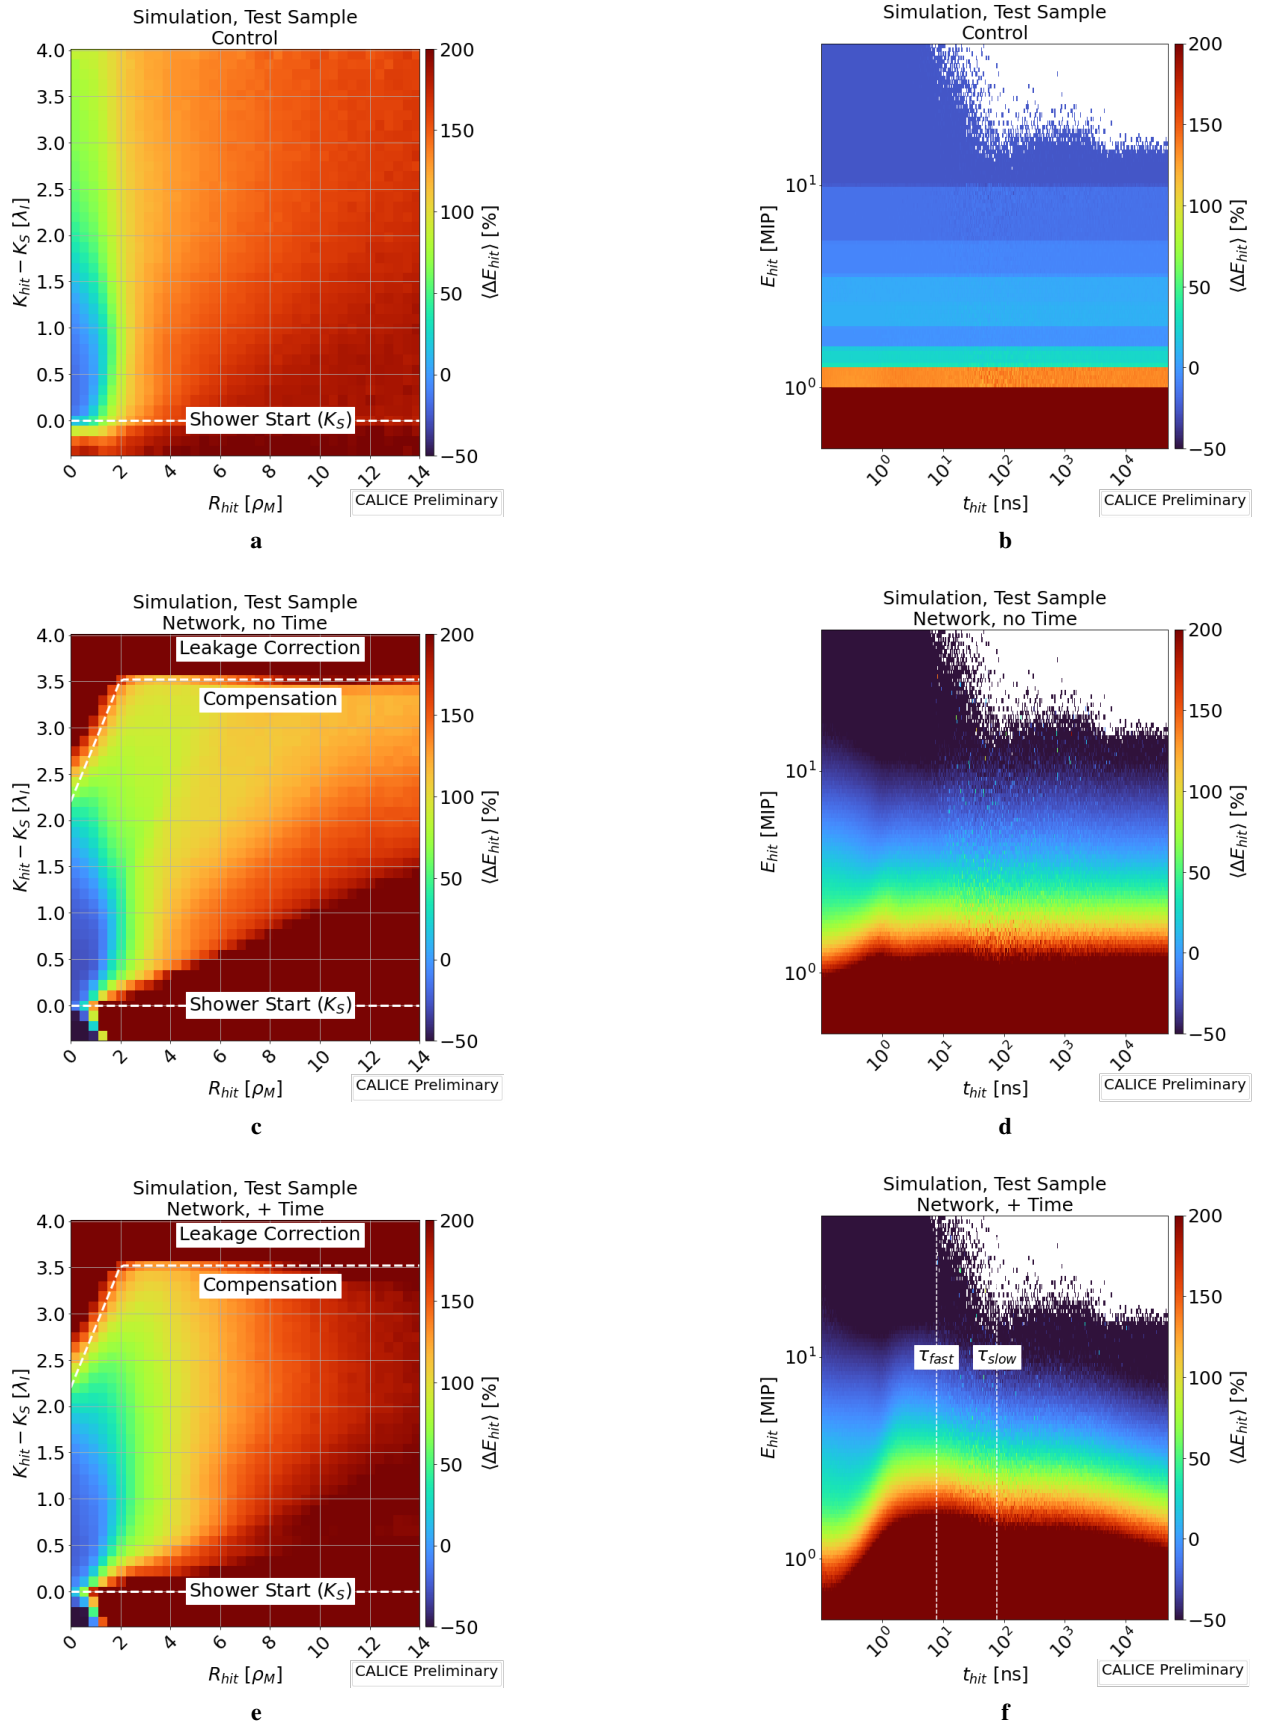 Simulation, Test Sample
Control
4.0
3.5
3.0
2.5
2.0
1.5
1.0
0.5
0.0
K_hit − K_S [λ_I]
Shower Start (K_S)
0 2 4 6 8 10 12 14
R_hit [ρ_M]
200
150
100
50
0
−50
⟨ΔE_hit⟩ [%]
CALICE Preliminary
a
Simulation, Test Sample
Control
10^1
10^0
E_hit [MIP]
10^0 10^1 10^2 10^3 10^4
t_hit [ns]
200
150
100
50
0
−50
⟨ΔE_hit⟩ [%]
CALICE Preliminary
b
Simulation, Test Sample
Network, no Time
Leakage Correction
Compensation
4.0
3.5
3.0
2.5
2.0
1.5
1.0
0.5
0.0
K_hit − K_S [λ_I]
Shower Start (K_S)
0 2 4 6 8 10 12 14
R_hit [ρ_M]
200
150
100
50
0
−50
⟨ΔE_hit⟩ [%]
CALICE Preliminary
c
Simulation, Test Sample
Network, no Time
10^1
10^0
E_hit [MIP]
10^0 10^1 10^2 10^3 10^4
t_hit [ns]
200
150
100
50
0
−50
⟨ΔE_hit⟩ [%]
CALICE Preliminary
d
Simulation, Test Sample
Network, + Time
Leakage Correction
Compensation
4.0
3.5
3.0
2.5
2.0
1.5
1.0
0.5
0.0
K_hit − K_S [λ_I]
Shower Start (K_S)
0 2 4 6 8 10 12 14
R_hit [ρ_M]
200
150
100
50
0
−50
⟨ΔE_hit⟩ [%]
CALICE Preliminary
e
Simulation, Test Sample
Network, + Time
τ_fast τ_slow
10^1
10^0
E_hit [MIP]
10^0 10^1 10^2 10^3 10^4
t_hit [ns]
200
150
100
50
0
−50
⟨ΔE_hit⟩ [%]
CALICE Preliminary
f